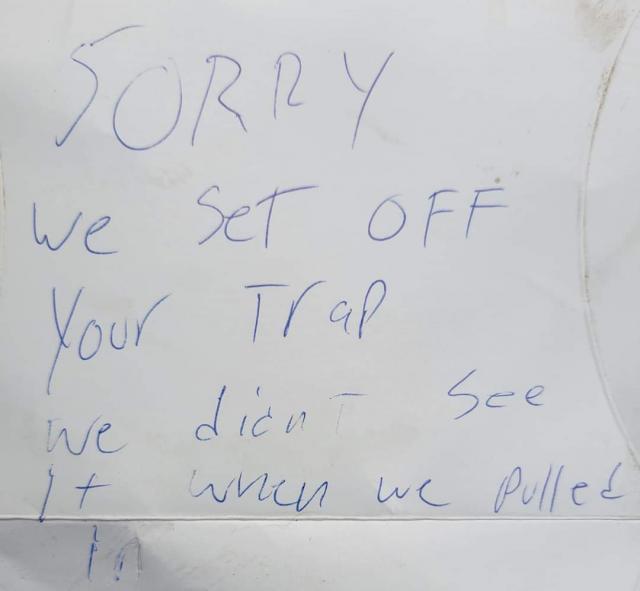 SORRY
we set OFF
Your Trap
we didnT see
It when we pulled
In